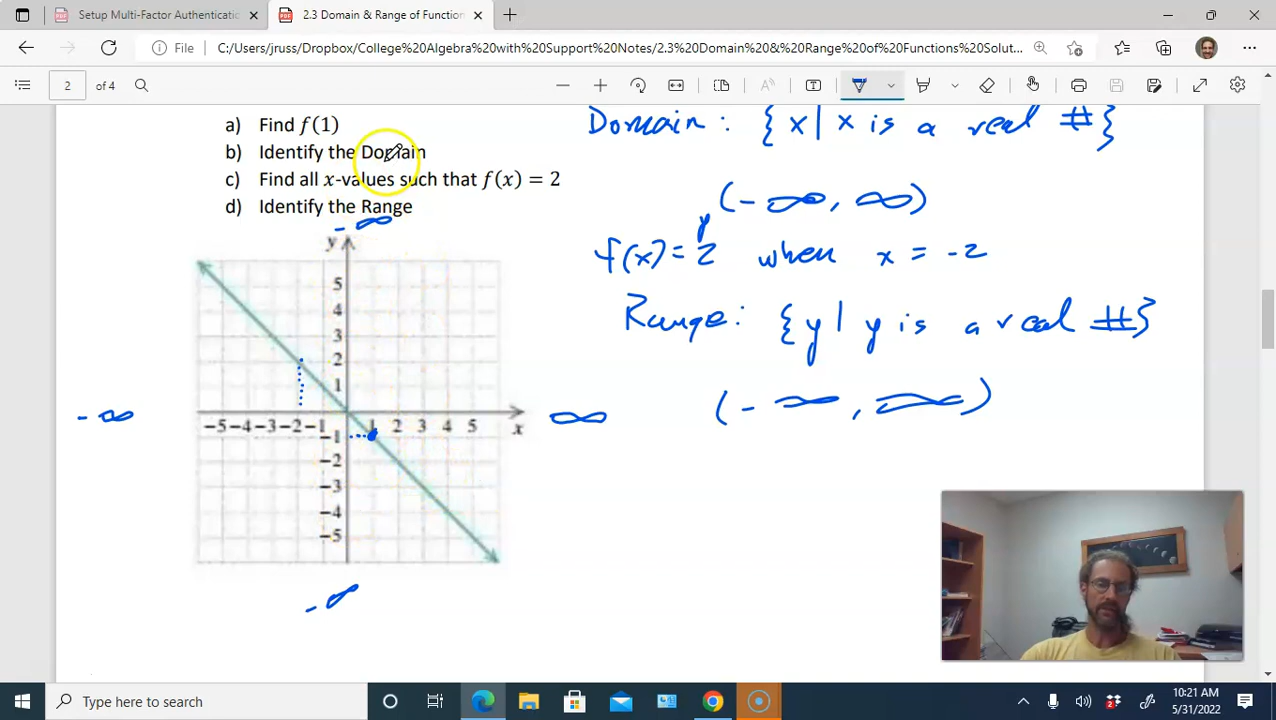 Setup Multi-Factor Authenticatio
2.3 Domain & Range of Function
File
C:/Users/jruss/Dropbox/College%20Algebra%20with%20Support%20Notes/2.3%20Domain%20&%20Range%20of%20Functions%20Solut...
2 of 4
a) Find f(1)
b) Identify the Domain
c) Find all x-values such that f(x) = 2
d) Identify the Range
Domain: {x| x is a real #}
(-∞, ∞)
y
f(x)= 2 when x = -2
Range: {y| y is a real #}
(-∞, ∞)
-∞
y
5
4
3
2
1
-∞
∞
-5 -4 -3 -2 -1 1 2 3 4 5 x
-1
-2
-3
-4
-5
-∞
Type here to search
2
10:21 AM
5/31/2022